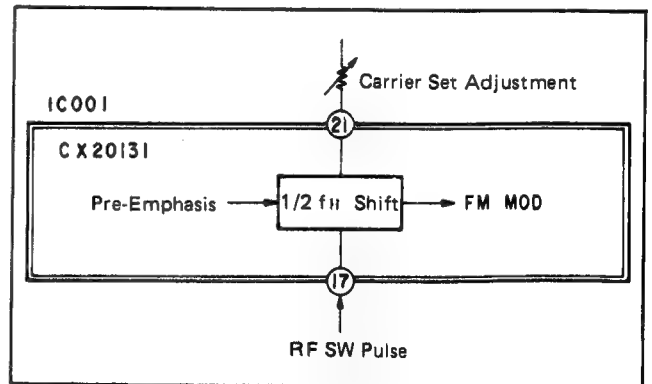 Carrier Set Adjustment
IC001
21
CX20131
Pre-Emphasis
1/2 fH Shift
FM MOD
17
RF SW Pulse